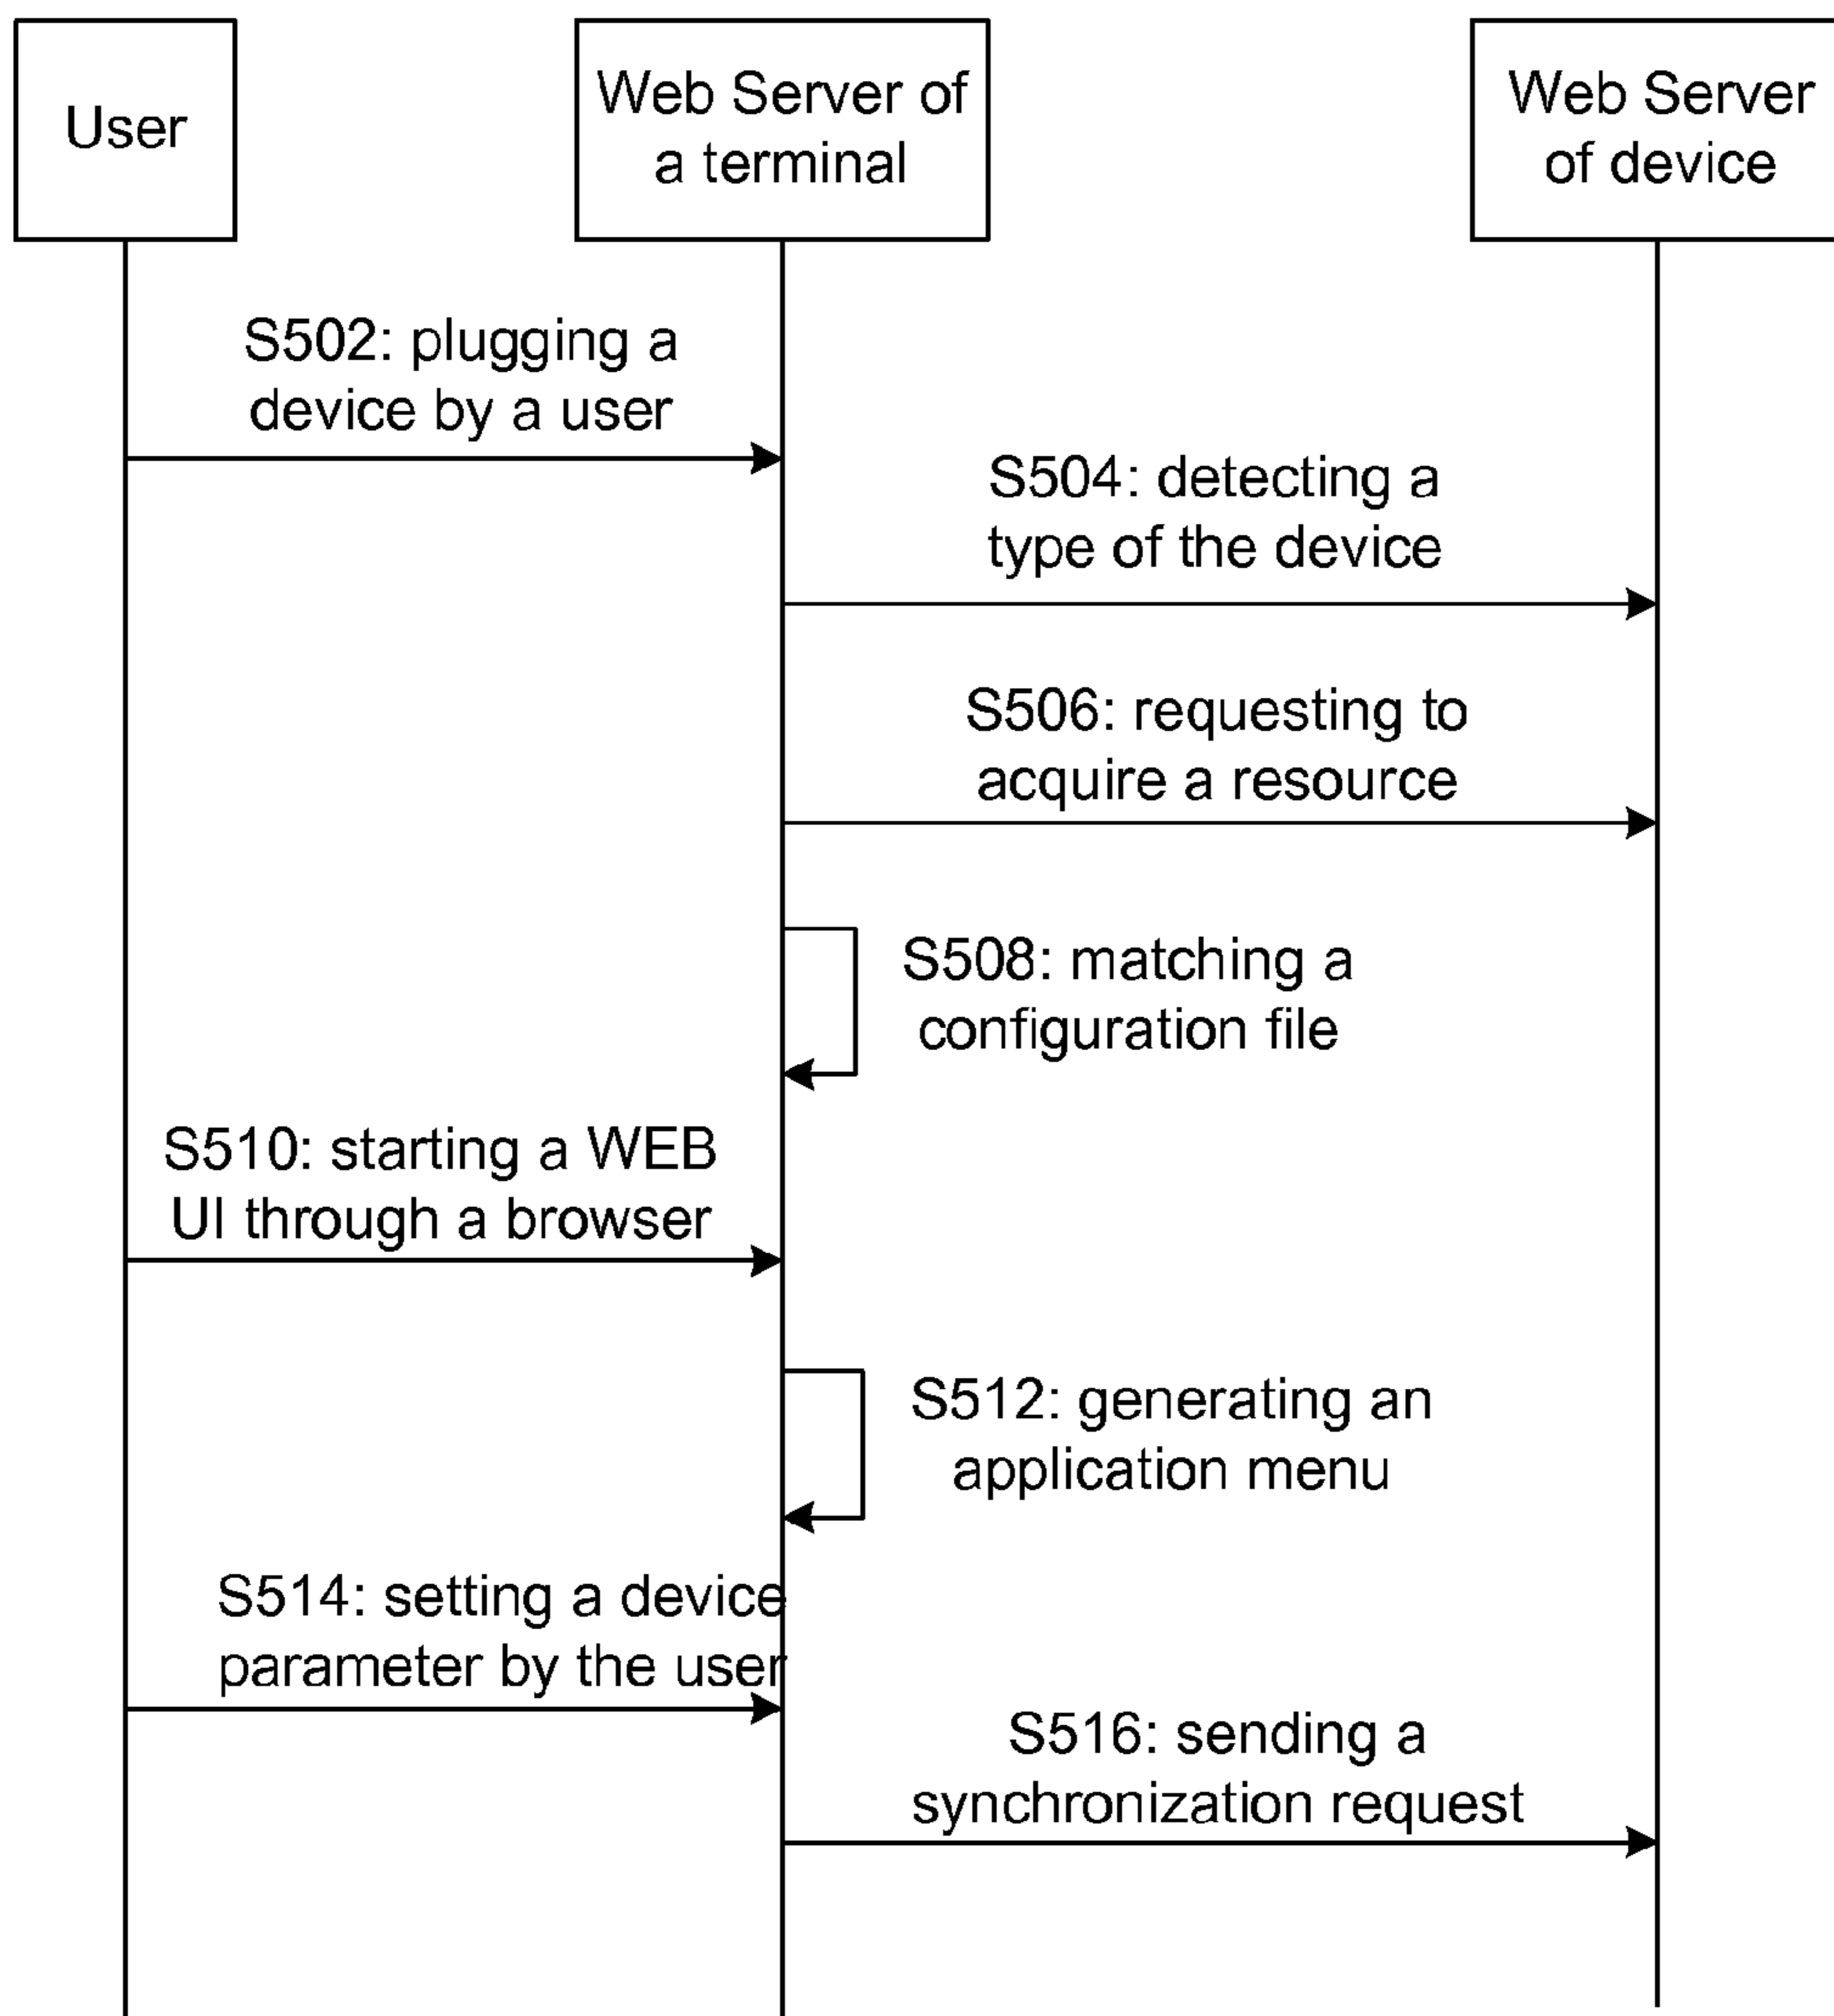 User
Web Server of
a terminal
Web Server
of device
S502: plugging a
device by a user
S504: detecting a
type of the device
S506: requesting to
acquire a resource
S508: matching a
configuration file
S510: starting a WEB
UI through a browser
S512: generating an
application menu
S514: setting a device
parameter by the user
S516: sending a
synchronization request